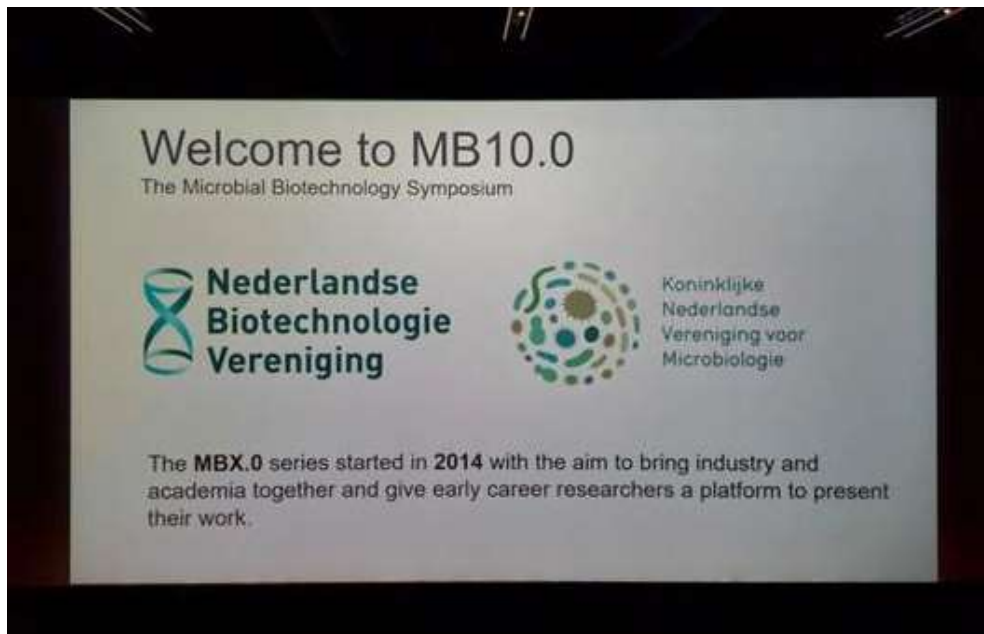 Welcome to MB10.0
The Microbial Biotechnology Symposium
Nederlandse
Biotechnologie
Vereniging
Koninklijke
Nederlandse
Vereniging voor
Microbiologie
The MBX.0 series started in 2014 with the aim to bring industry and
academia together and give early career researchers a platform to present
their work.